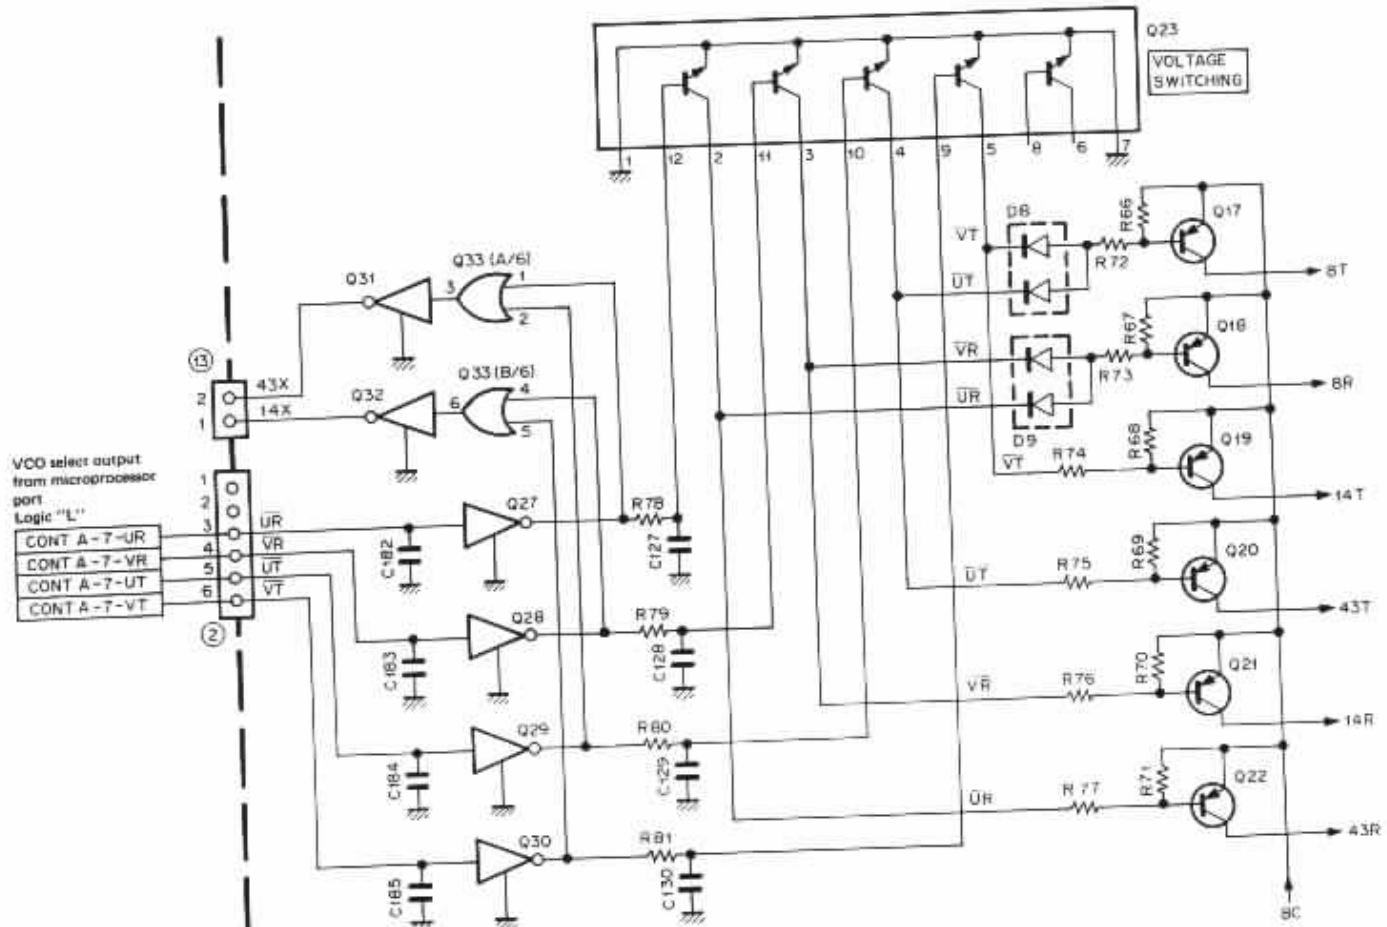 Q23
VOLTAGE
SWITCHING
1 12 2 11 3 10 4 9 5 8 6 7
D8
R66
Q17
VT
R72
UT
8T
Q33 (A/6)
Q31
3
1
2
R67
Q18
VR
R73
UR
8R
D9
13
43X
2
14X
1
Q33 (B/6)
Q32
6
4
5
R68
Q19
VT
R74
14T
VCO select output
from microprocessor
port
Logic "L"
1
2
3
4
5
6
UR
VR
UT
VT
CONT A-7-UR
CONT A-7-VR
CONT A-7-UT
CONT A-7-VT
2
Q27
R78
C182
C127
R69
Q20
UT
R75
43T
Q28
R79
C183
C128
R70
Q21
VR
R76
14R
Q29
R80
C184
C129
R71
Q22
UR
R77
43R
Q30
R81
C185
C130
8C